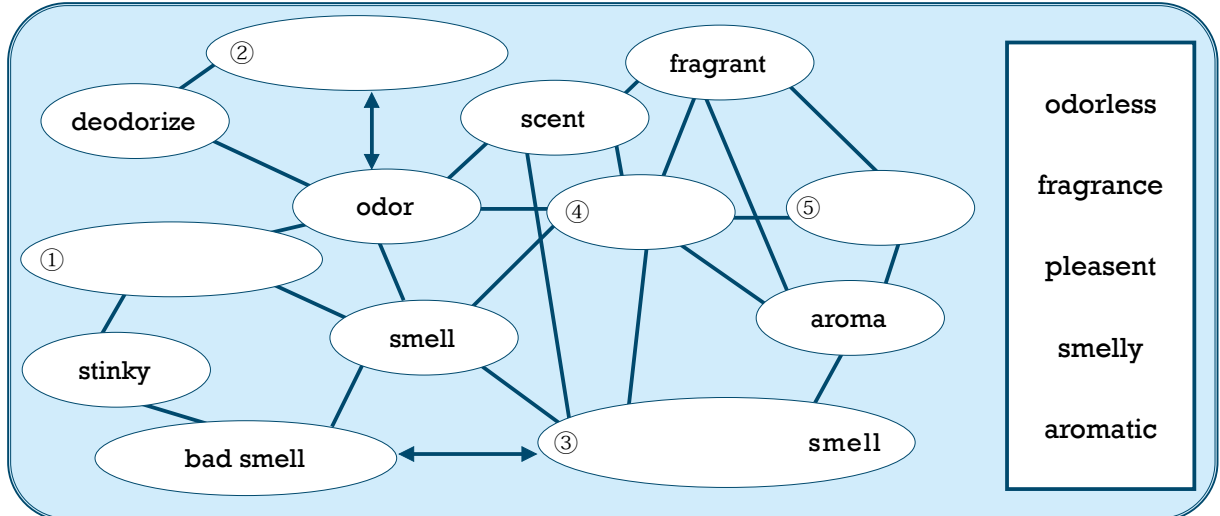 ②
fragrant
deodorize
scent
odor
④
⑤
①
smell
aroma
stinky
bad smell
③ smell
odorless
fragrance
pleasent
smelly
aromatic